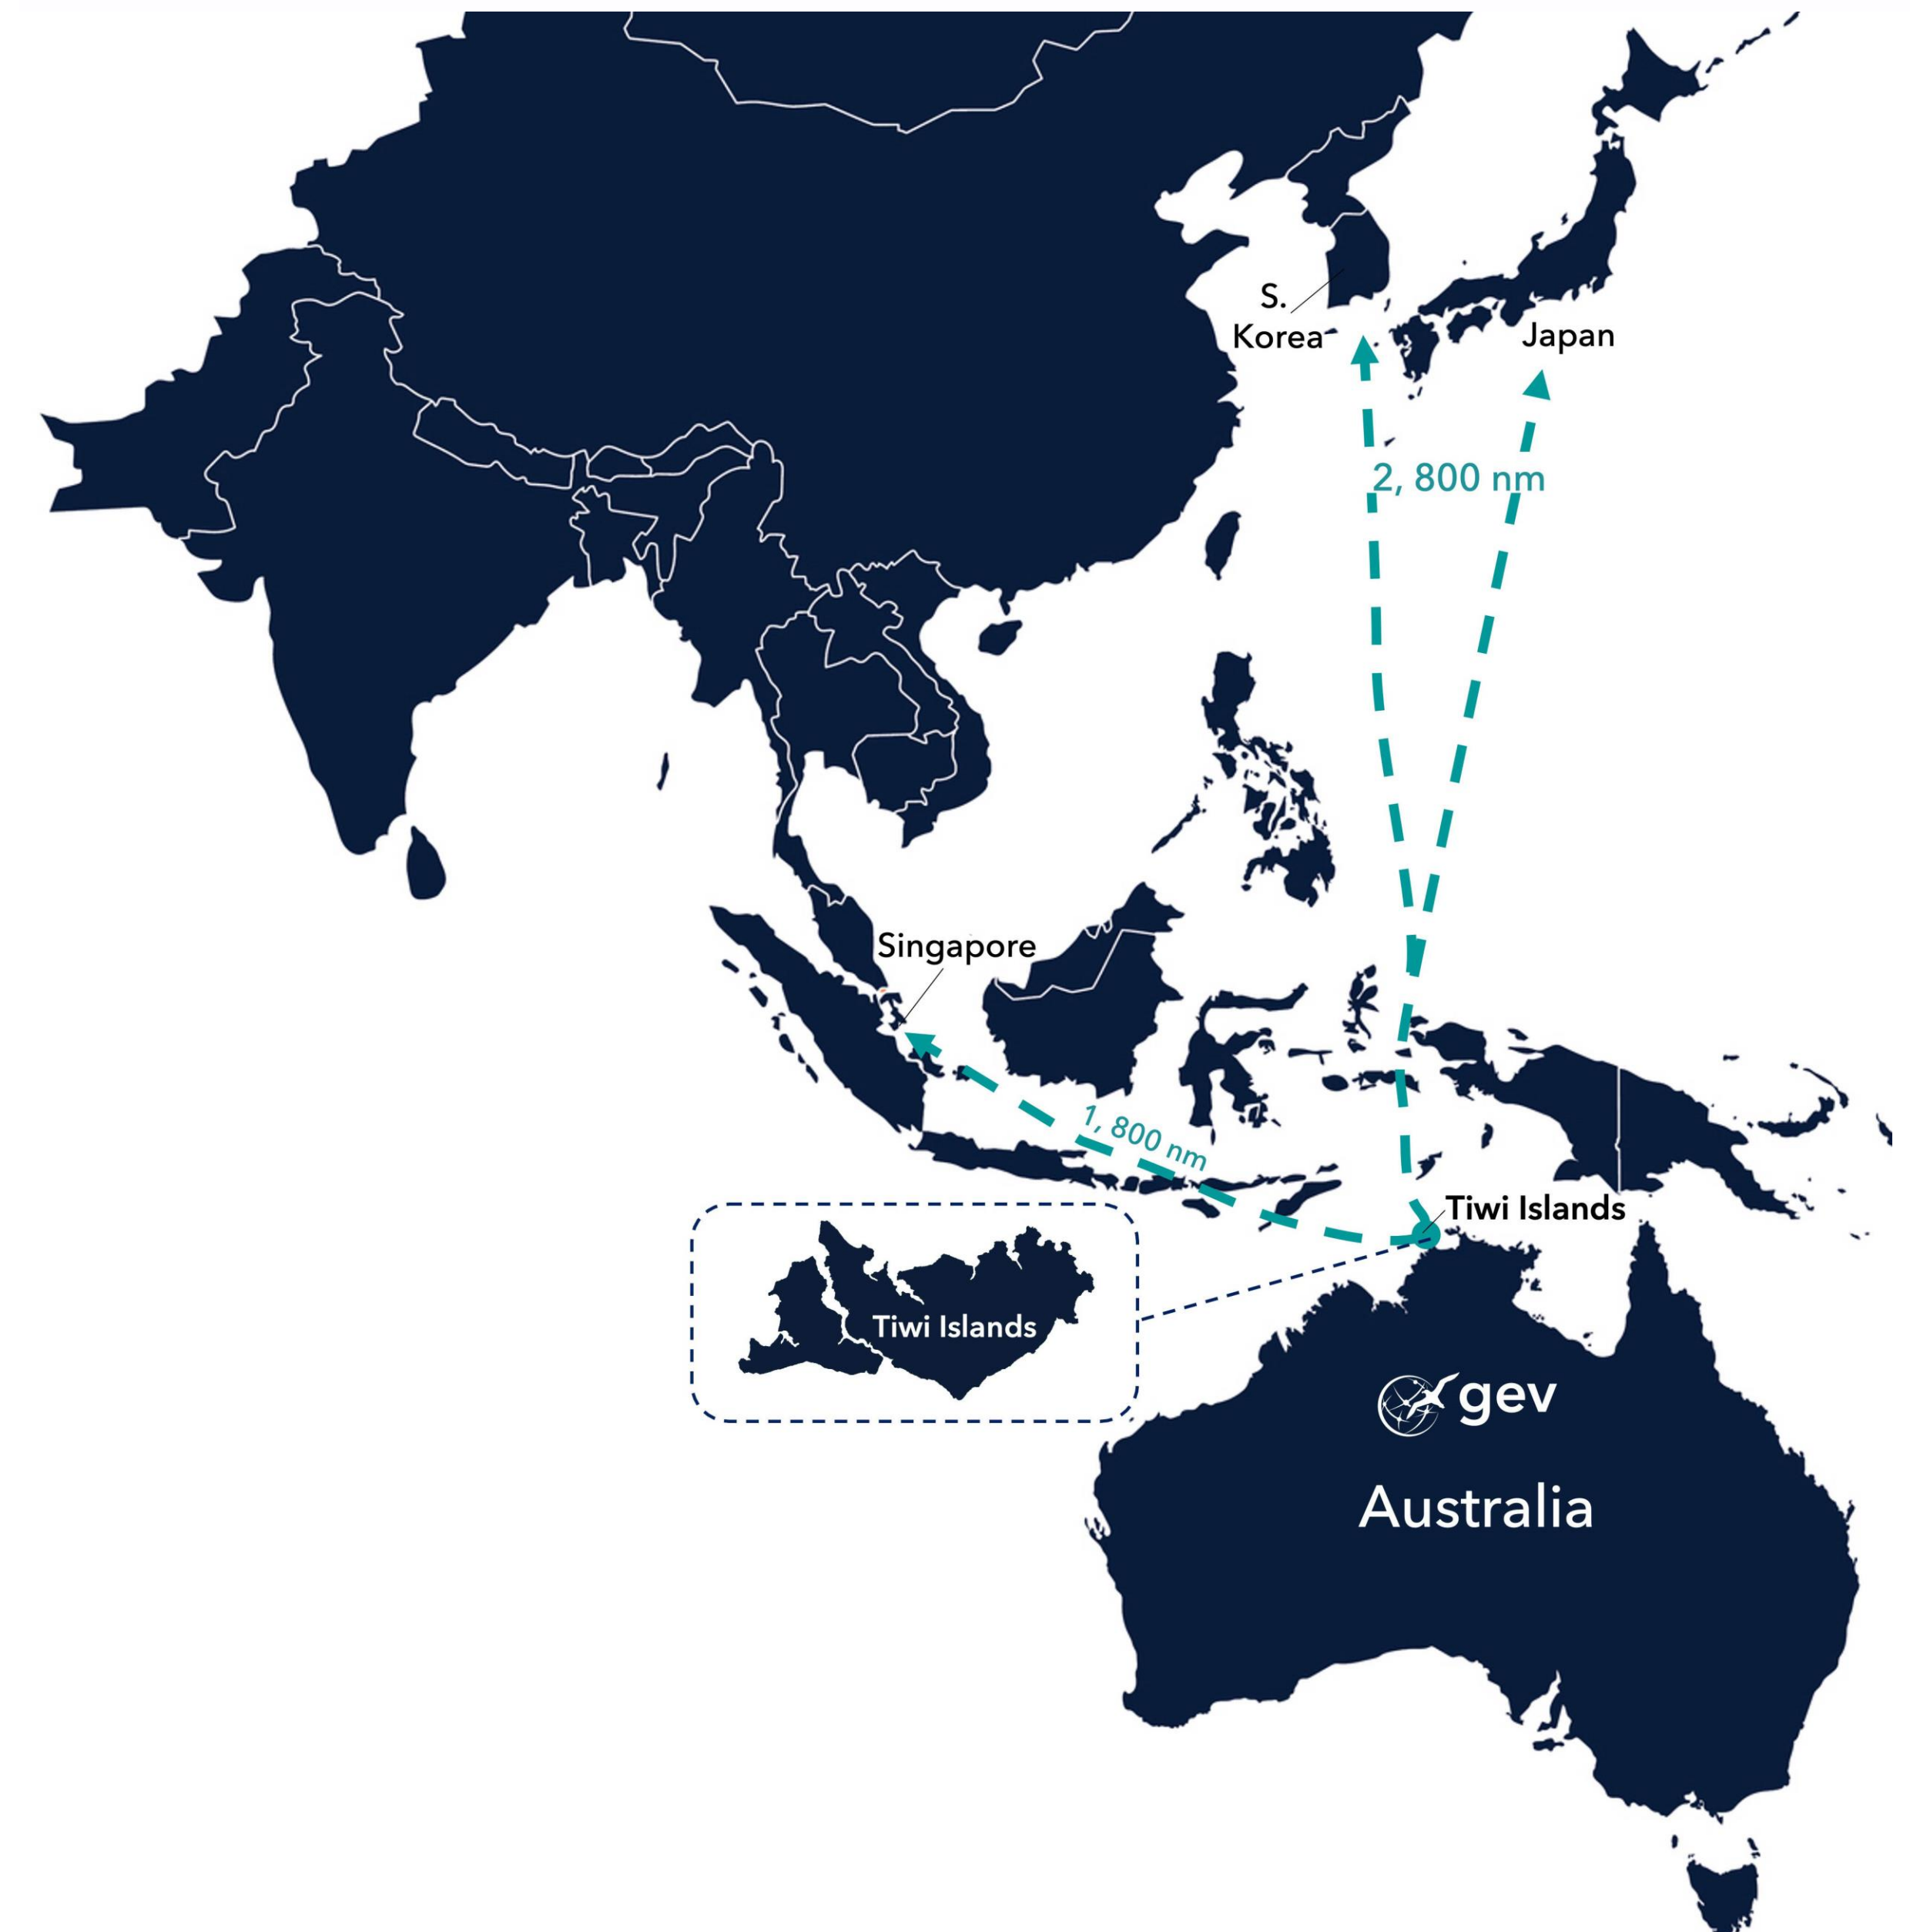 S.
Korea
Japan
2, 800 nm
Singapore
1, 800 nm
Tiwi Islands
Tiwi Islands
gev
Australia